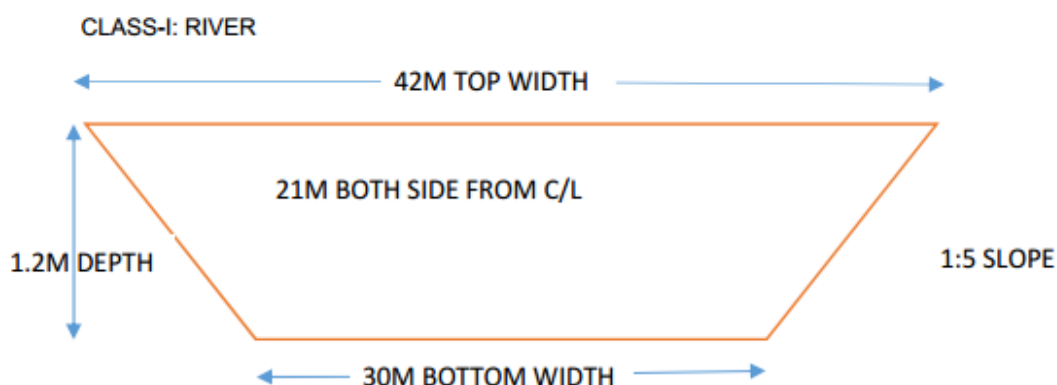 CLASS-I: RIVER
42M TOP WIDTH
21M BOTH SIDE FROM C/L
1.2M DEPTH
1:5 SLOPE
30M BOTTOM WIDTH